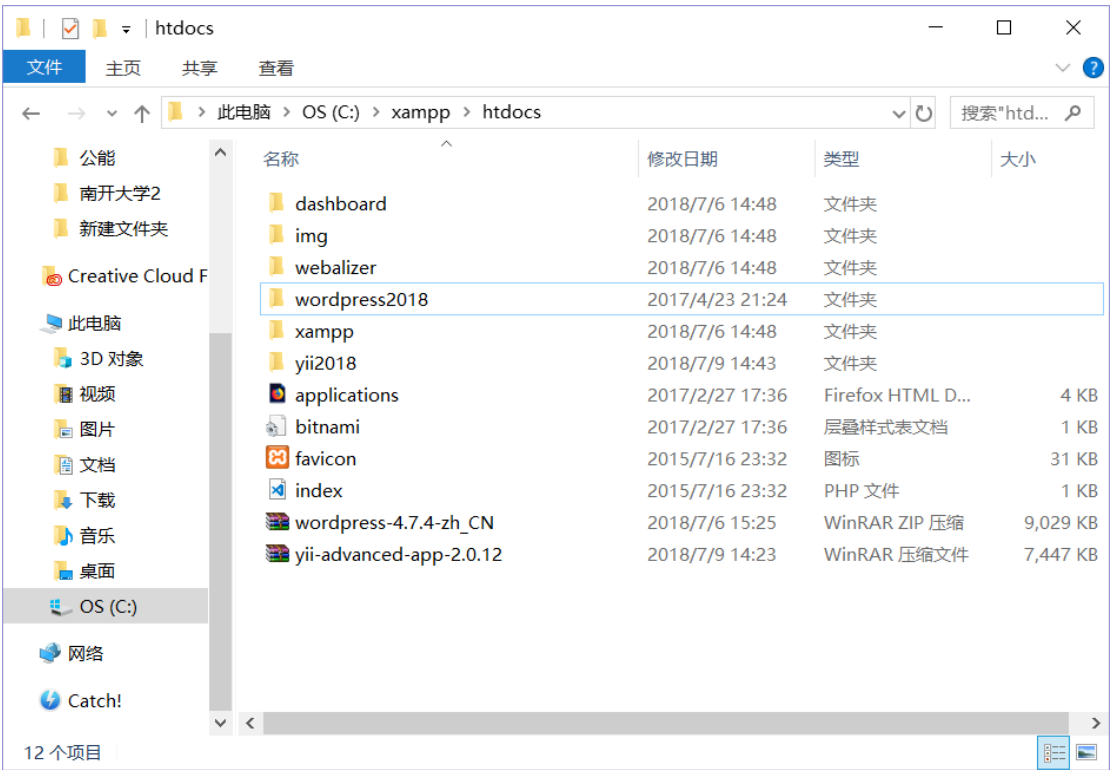 htdocs
文件 主页 共享 查看
此电脑 > OS (C:) > xampp > htdocs 搜索"htd...
公能
南开大学2
新建文件夹
Creative Cloud F
此电脑
3D 对象
视频
图片
文档
下载
音乐
桌面
OS (C:)
网络
Catch!
名称 修改日期 类型 大小
dashboard 2018/7/6 14:48 文件夹
img 2018/7/6 14:48 文件夹
webalizer 2018/7/6 14:48 文件夹
wordpress2018 2017/4/23 21:24 文件夹
xampp 2018/7/6 14:48 文件夹
yii2018 2018/7/9 14:43 文件夹
applications 2017/2/27 17:36 Firefox HTML D... 4 KB
bitnami 2017/2/27 17:36 层叠样式表文档 1 KB
favicon 2015/7/16 23:32 图标 31 KB
index 2015/7/16 23:32 PHP 文件 1 KB
wordpress-4.7.4-zh_CN 2018/7/6 15:25 WinRAR ZIP 压缩 9,029 KB
yii-advanced-app-2.0.12 2018/7/9 14:23 WinRAR 压缩文件 7,447 KB
12 个项目